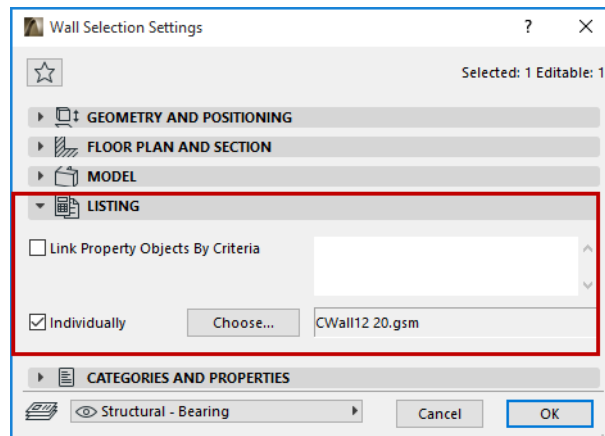 Wall Selection Settings
Selected: 1 Editable: 1
GEOMETRY AND POSITIONING
FLOOR PLAN AND SECTION
MODEL
LISTING
Link Property Objects By Criteria
Individually Choose... CWall12 20.gsm
CATEGORIES AND PROPERTIES
Structural - Bearing Cancel OK